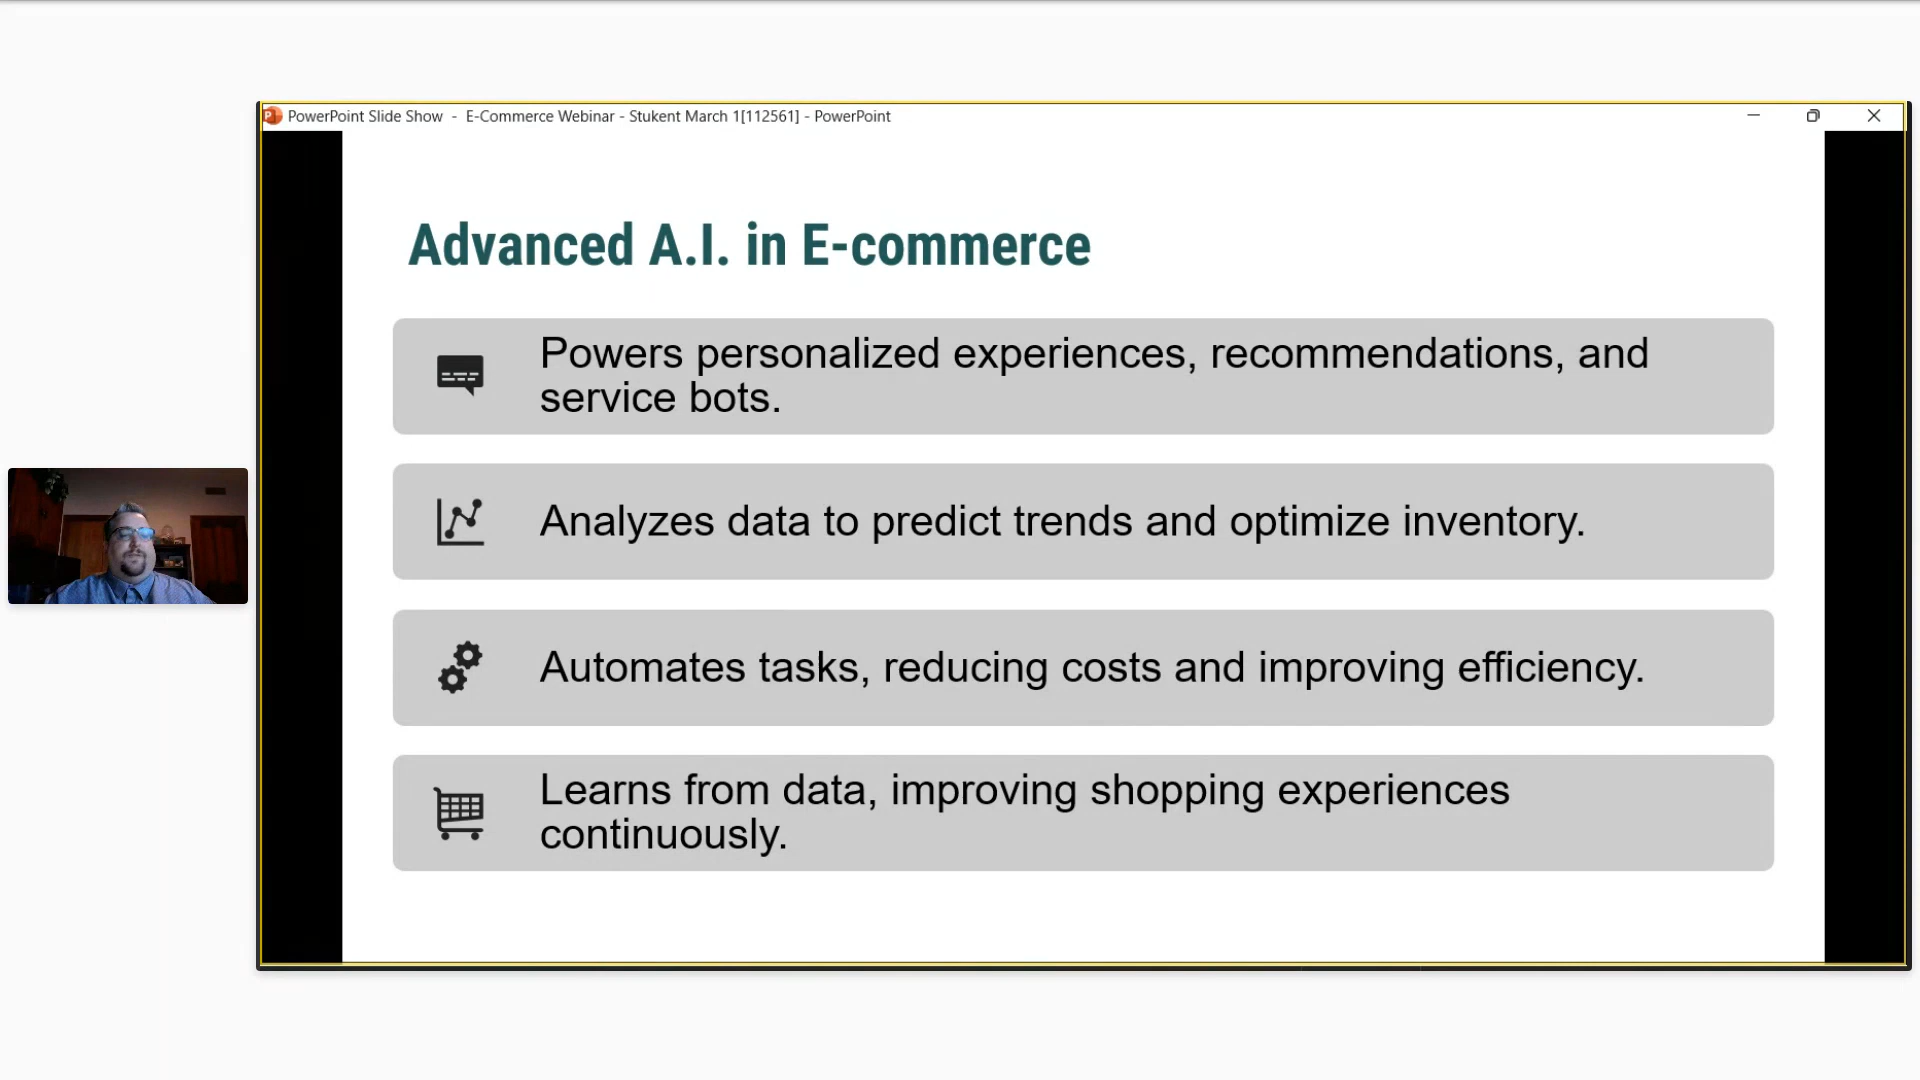 PowerPoint Slide Show - E-Commerce Webinar - Stukent March 1[112561] - PowerPoint
Advanced A.I. in E-commerce
Powers personalized experiences, recommendations, and
service bots.
Analyzes data to predict trends and optimize inventory.
Automates tasks, reducing costs and improving efficiency.
Learns from data, improving shopping experiences
continuously.